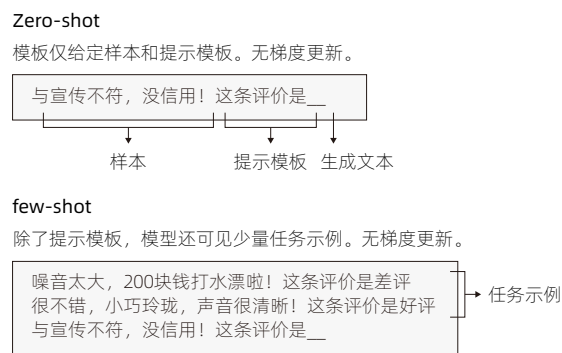 Zero-shot
模板仅给定样本和提示模板。无梯度更新。
与宣传不符，没信用！这条评价是__
样本 提示模板 生成文本
few-shot
除了提示模板，模型还可见少量任务示例。无梯度更新。
噪音太大，200块钱打水漂啦！这条评价是差评
很不错，小巧玲珑，声音很清晰！这条评价是好评
任务示例
与宣传不符，没信用！这条评价是__